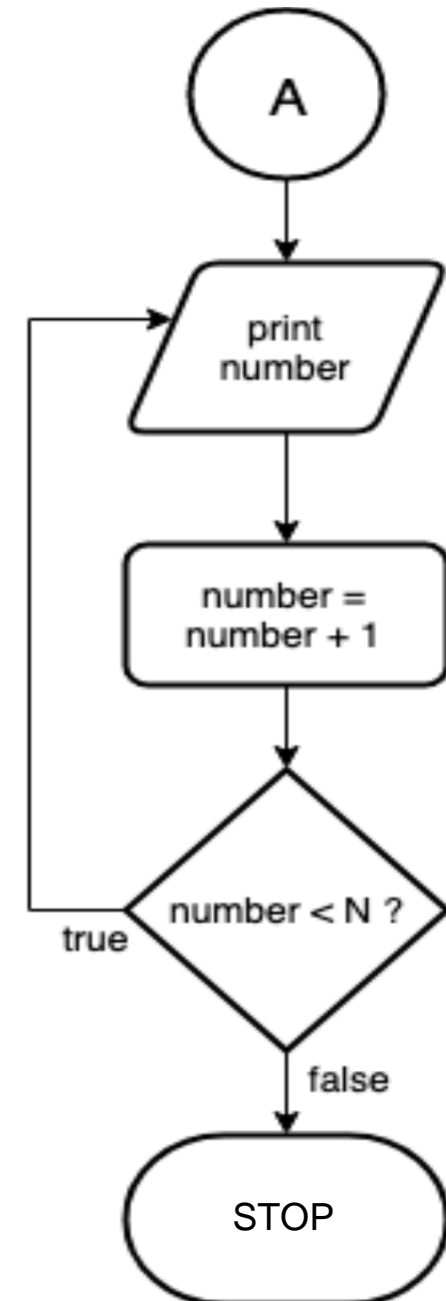 A
print
number
number =
number + 1
number < N ?
true
false
STOP